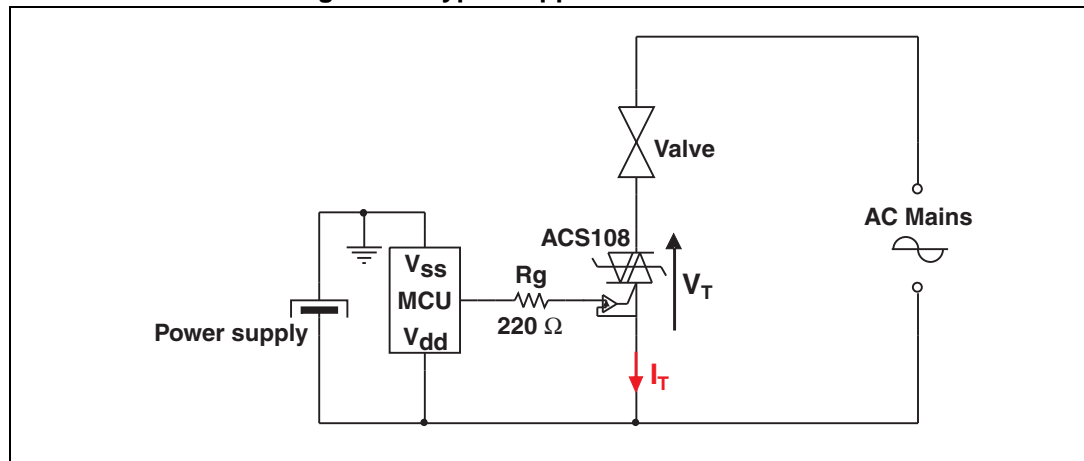 Valve
AC Mains
ACS108
VT
Vss
MCU
Vdd
Rg
220 Ω
Power supply
IT